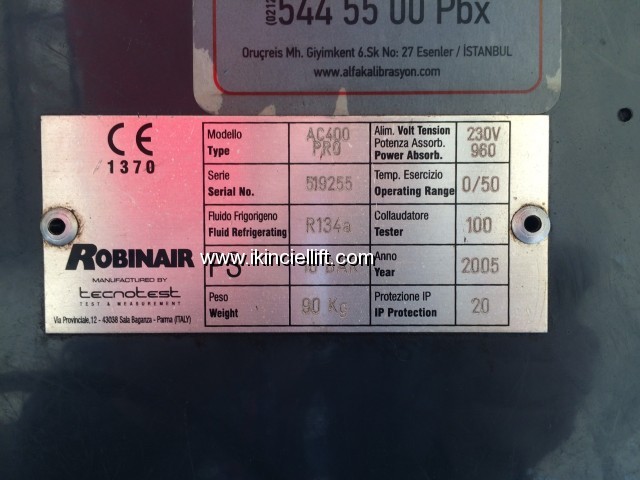 (0212) 544 55 00 Pbx
Oruçreis Mh. Giyimkent 6.Sk No: 27 Esenler / İSTANBUL
www.alfakalibrasyon.com
CE
1370
ROBINAIR
MANUFACTURED BY
tecnotest
TEST & MEASUREMENT
Via Provinciale,12 - 43038 Sala Baganza - Parma (ITALY)
Modello
Type
AC400
PRO
Alim. Volt Tension
Potenza Assorb.
Power Absorb.
230V
960
Serie
Serial No.
519255
Temp. Esercizio
Operating Range
0/50
Fluido Frigorigeno
Fluid Refrigerating
R134a
Collaudatore
Tester
100
PS
BAR
Anno
Year
2005
www.ikinciellift.com
Peso
Weight
90 Kg
Protezione IP
IP Protection
20